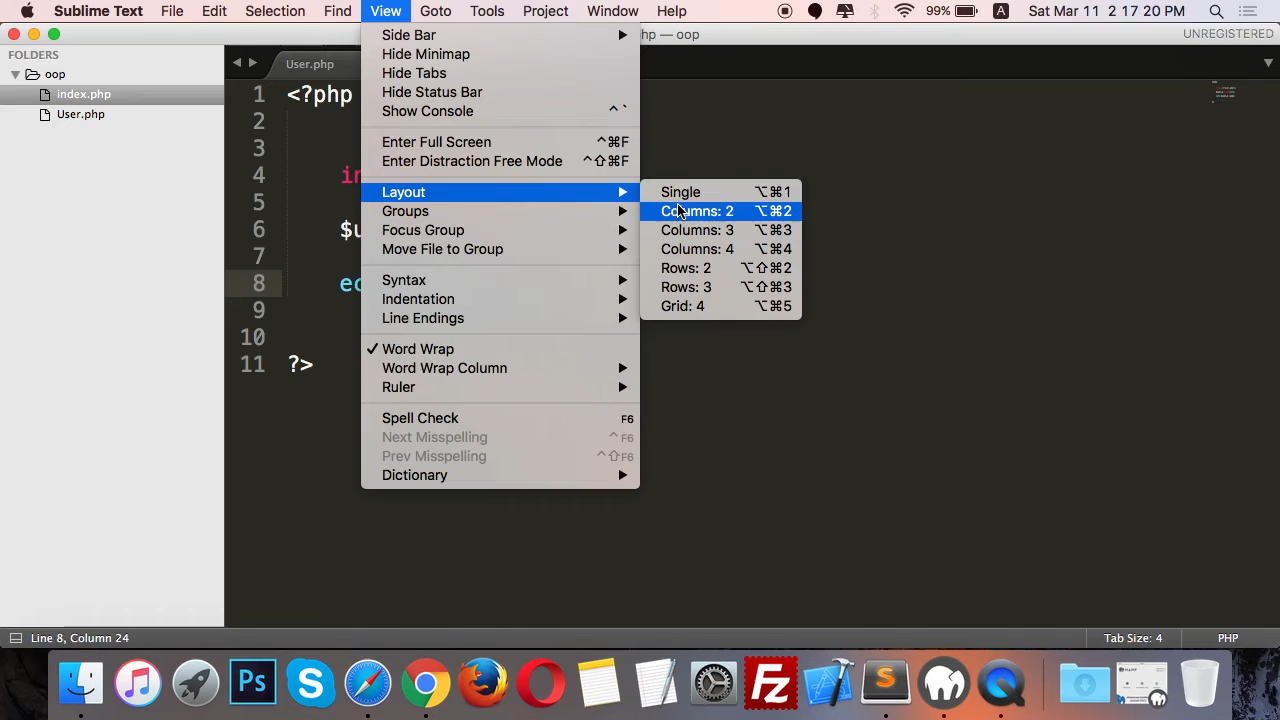 Sublime Text File Edit Selection Find View Goto Tools Project Window Help 99% A Sat Mar 11 2 17 20 PM
hp — oop UNREGISTERED
FOLDERS
oop
index.php
User.php
User.php
1 <?php
2
3
4
5
6 $u
7
8 ec
9
10
11 ?>
Side Bar
Hide Minimap
Hide Tabs
Hide Status Bar
Show Console ^`
Enter Full Screen ^⌘F
Enter Distraction Free Mode ^⇧⌘F
Layout
Groups
Focus Group
Move File to Group
Syntax
Indentation
Line Endings
✓ Word Wrap
Word Wrap Column
Ruler
Spell Check F6
Next Misspelling ^F6
Prev Misspelling ^⇧F6
Dictionary
Single ⌥⌘1
Columns: 2 ⌥⌘2
Columns: 3 ⌥⌘3
Columns: 4 ⌥⌘4
Rows: 2 ⌥⇧⌘2
Rows: 3 ⌥⇧⌘3
Grid: 4 ⌥⌘5
Line 8, Column 24 Tab Size: 4 PHP
Ps
S
Fz
S